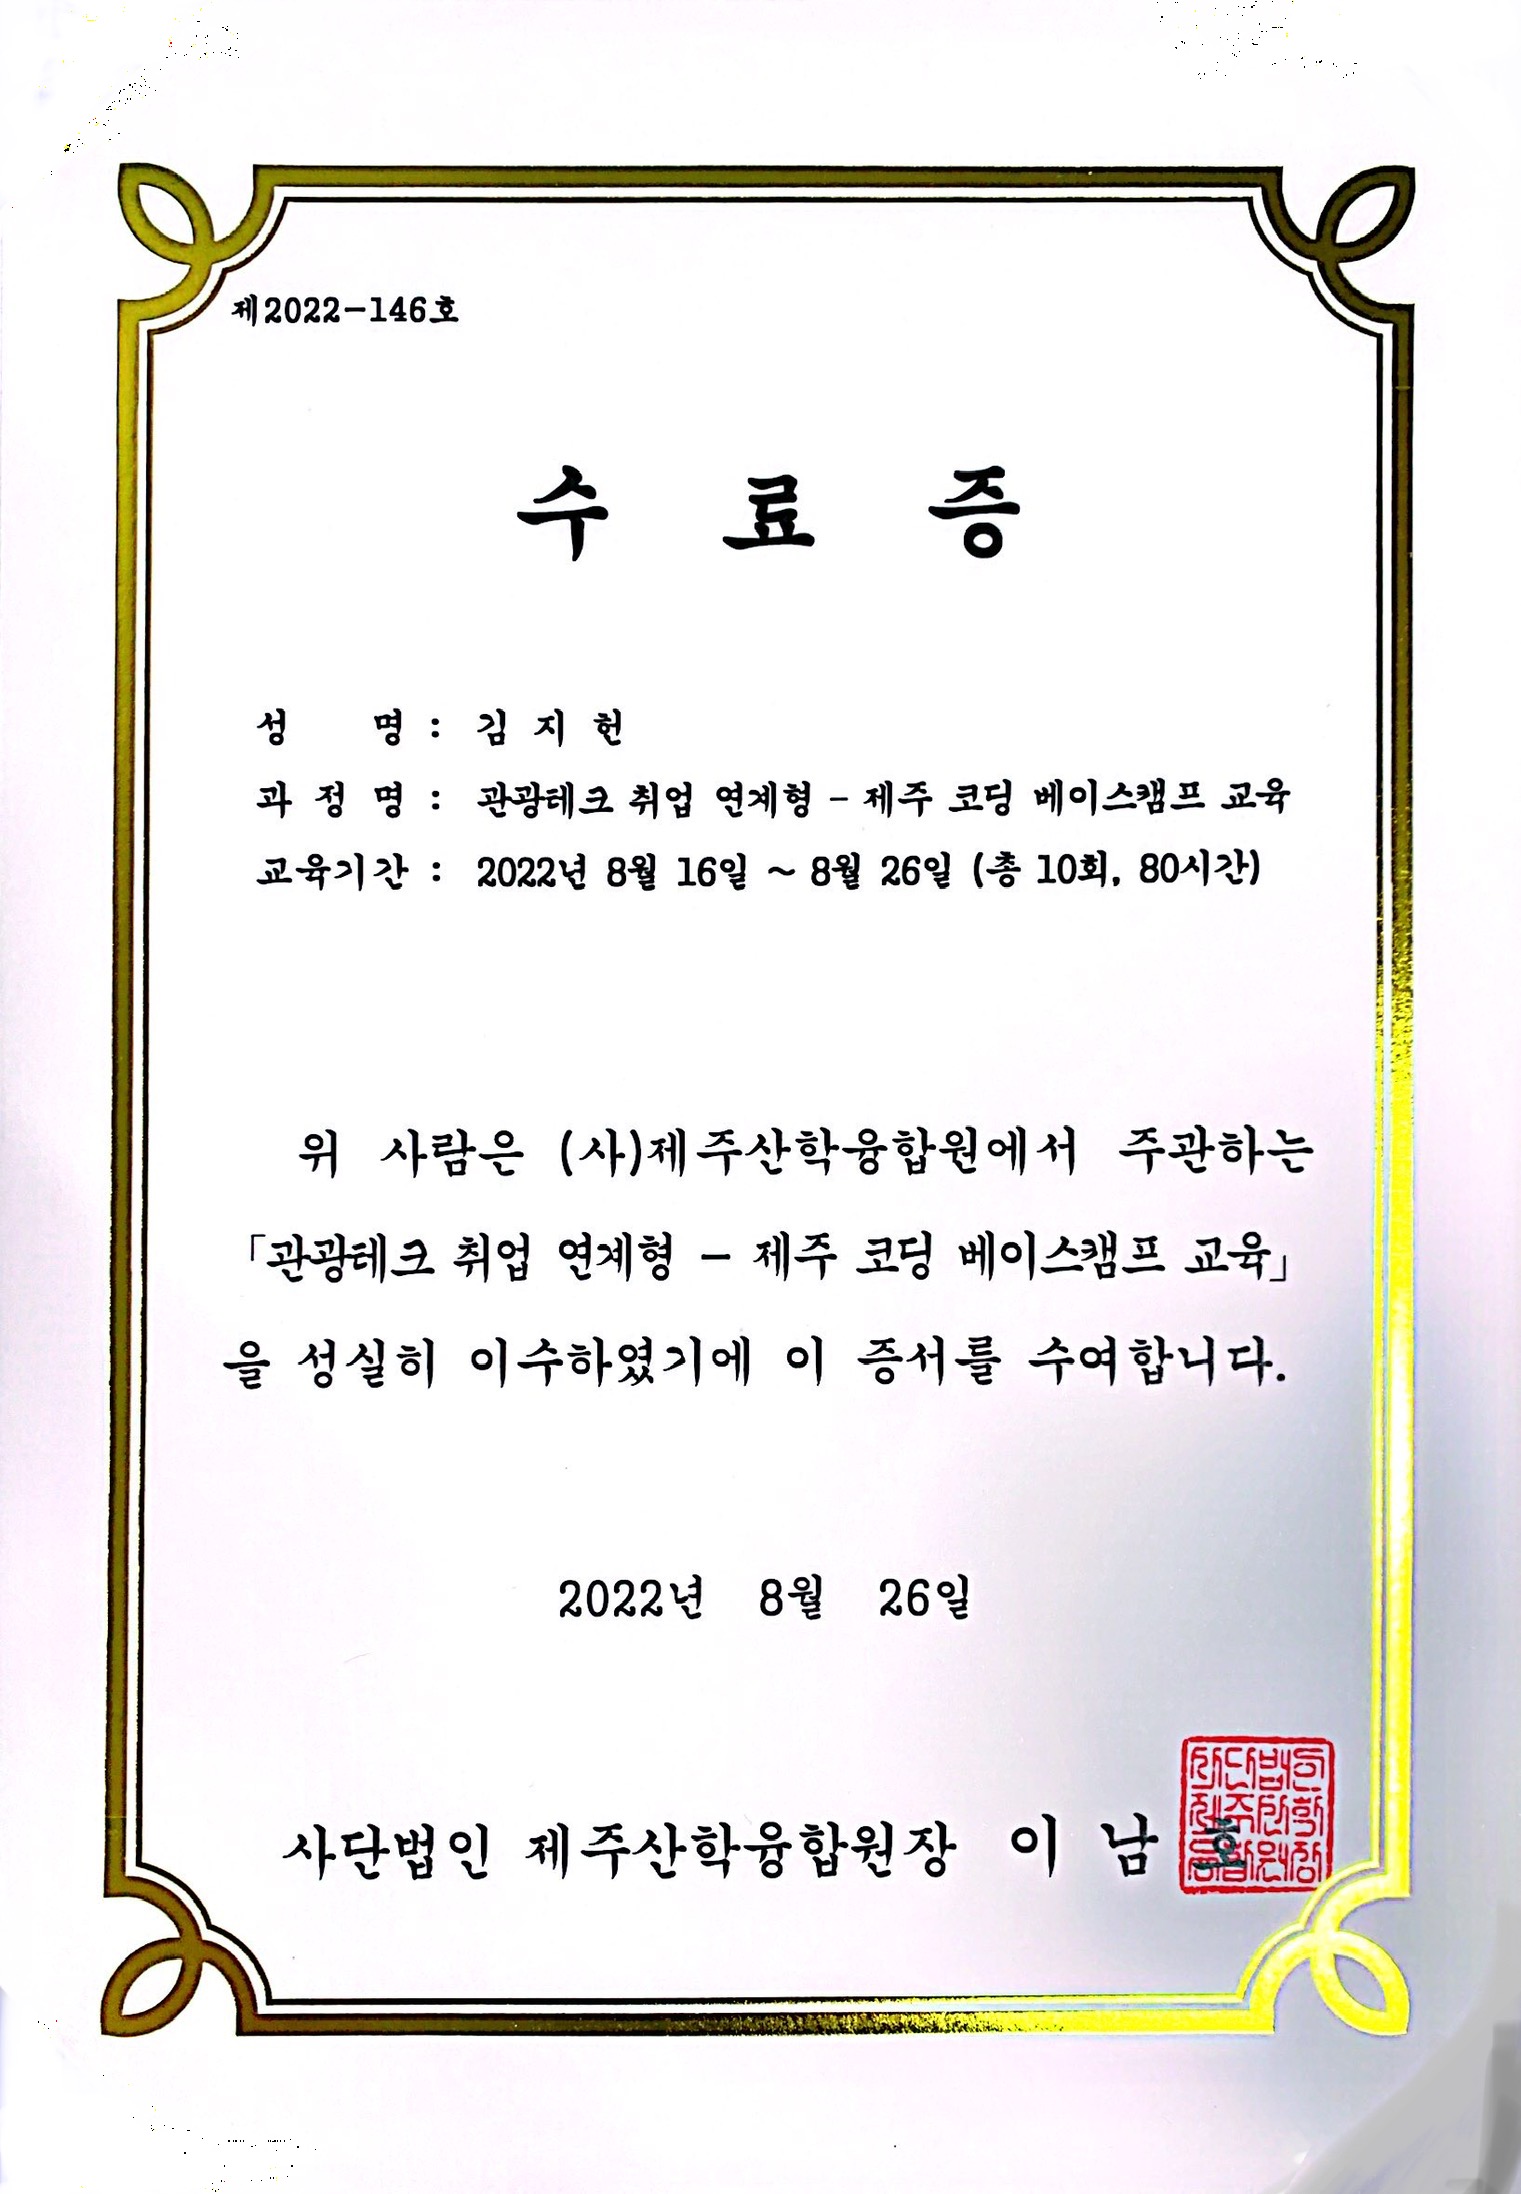 제2022-146호
수 료 증
성 명 : 김 지 헌
과 정 명 : 관광테크 취업 연계형 - 제주 코딩 베이스캠프 교육
교육기간 : 2022년 8월 16일 ~ 8월 26일 (총 10회, 80시간)
위 사람은 (사)제주산학융합원에서 주관하는
「관광테크 취업 연계형 - 제주 코딩 베이스캠프 교육」
을 성실히 이수하였기에 이 증서를 수여합니다.
2022년 8월 26일
사단법인 제주산학융합원장 이 남 호